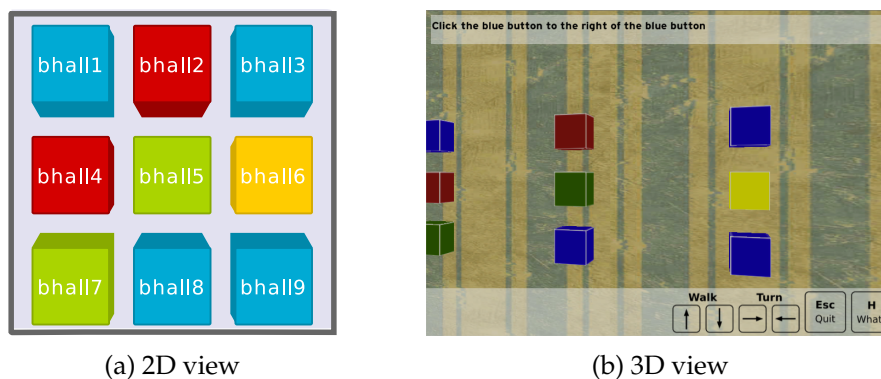 bhall1 bhall2 bhall3
bhall4 bhall5 bhall6
bhall7 bhall8 bhall9
Click the blue button to the right of the blue button
Walk Turn Esc H
Quit What
(a) 2D view (b) 3D view